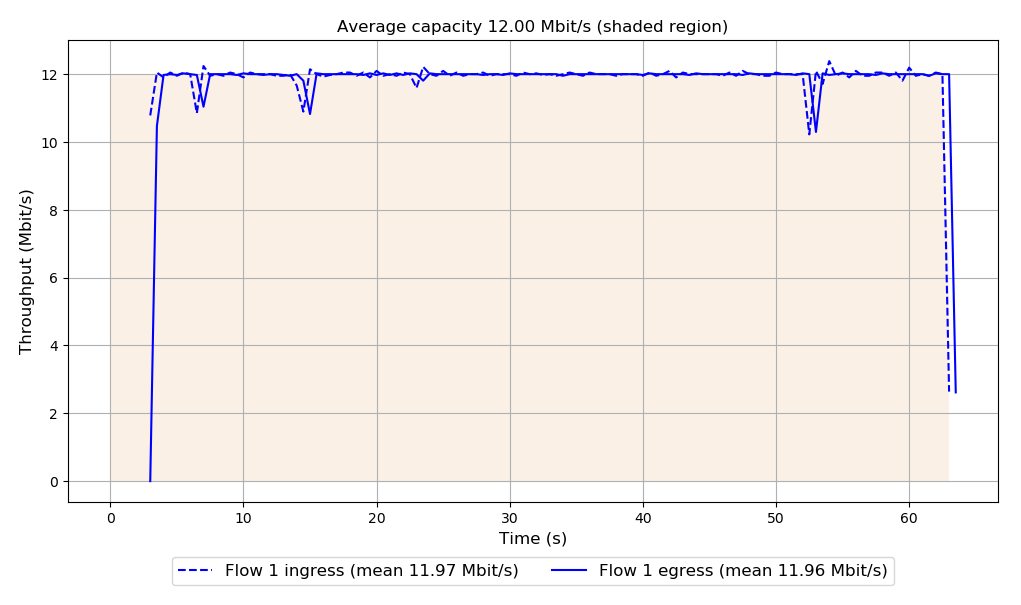 Average capacity 12.00 Mbit/s (shaded region)
Throughput (Mbit/s)
12
10
8
6
4
2
0
0 10 20 30 40 50 60
Time (s)
Flow 1 ingress (mean 11.97 Mbit/s) Flow 1 egress (mean 11.96 Mbit/s)